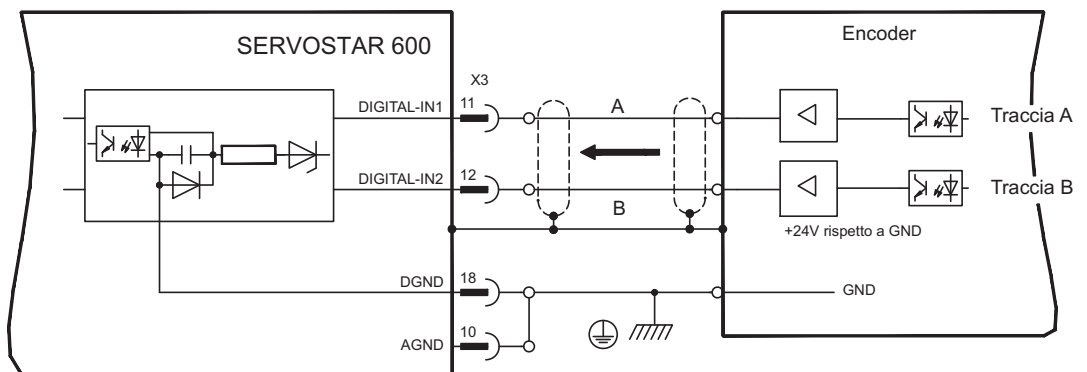 SERVOSTAR 600
Encoder
X3
DIGITAL-IN1
11
A
Traccia A
DIGITAL-IN2
12
B
Traccia B
+24V rispetto a GND
DGND
18
GND
AGND
10